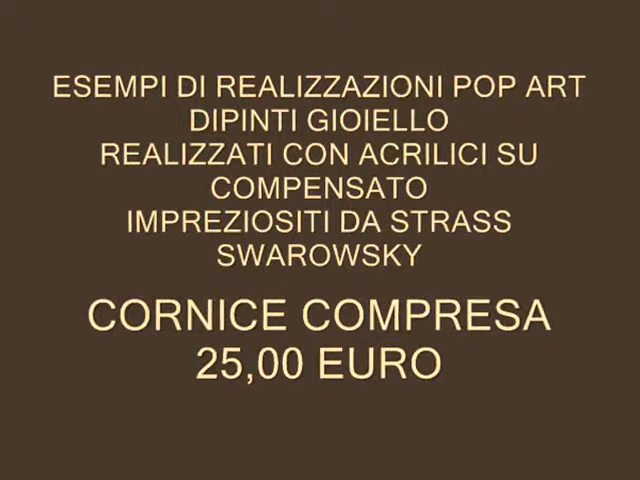 ESEMPI DI REALIZZAZIONI POP ART
DIPINTI GIOIELLO
REALIZZATI CON ACRILICI SU
COMPENSATO
IMPREZIOSITI DA STRASS
SWAROWSKY
CORNICE COMPRESA
25,00 EURO